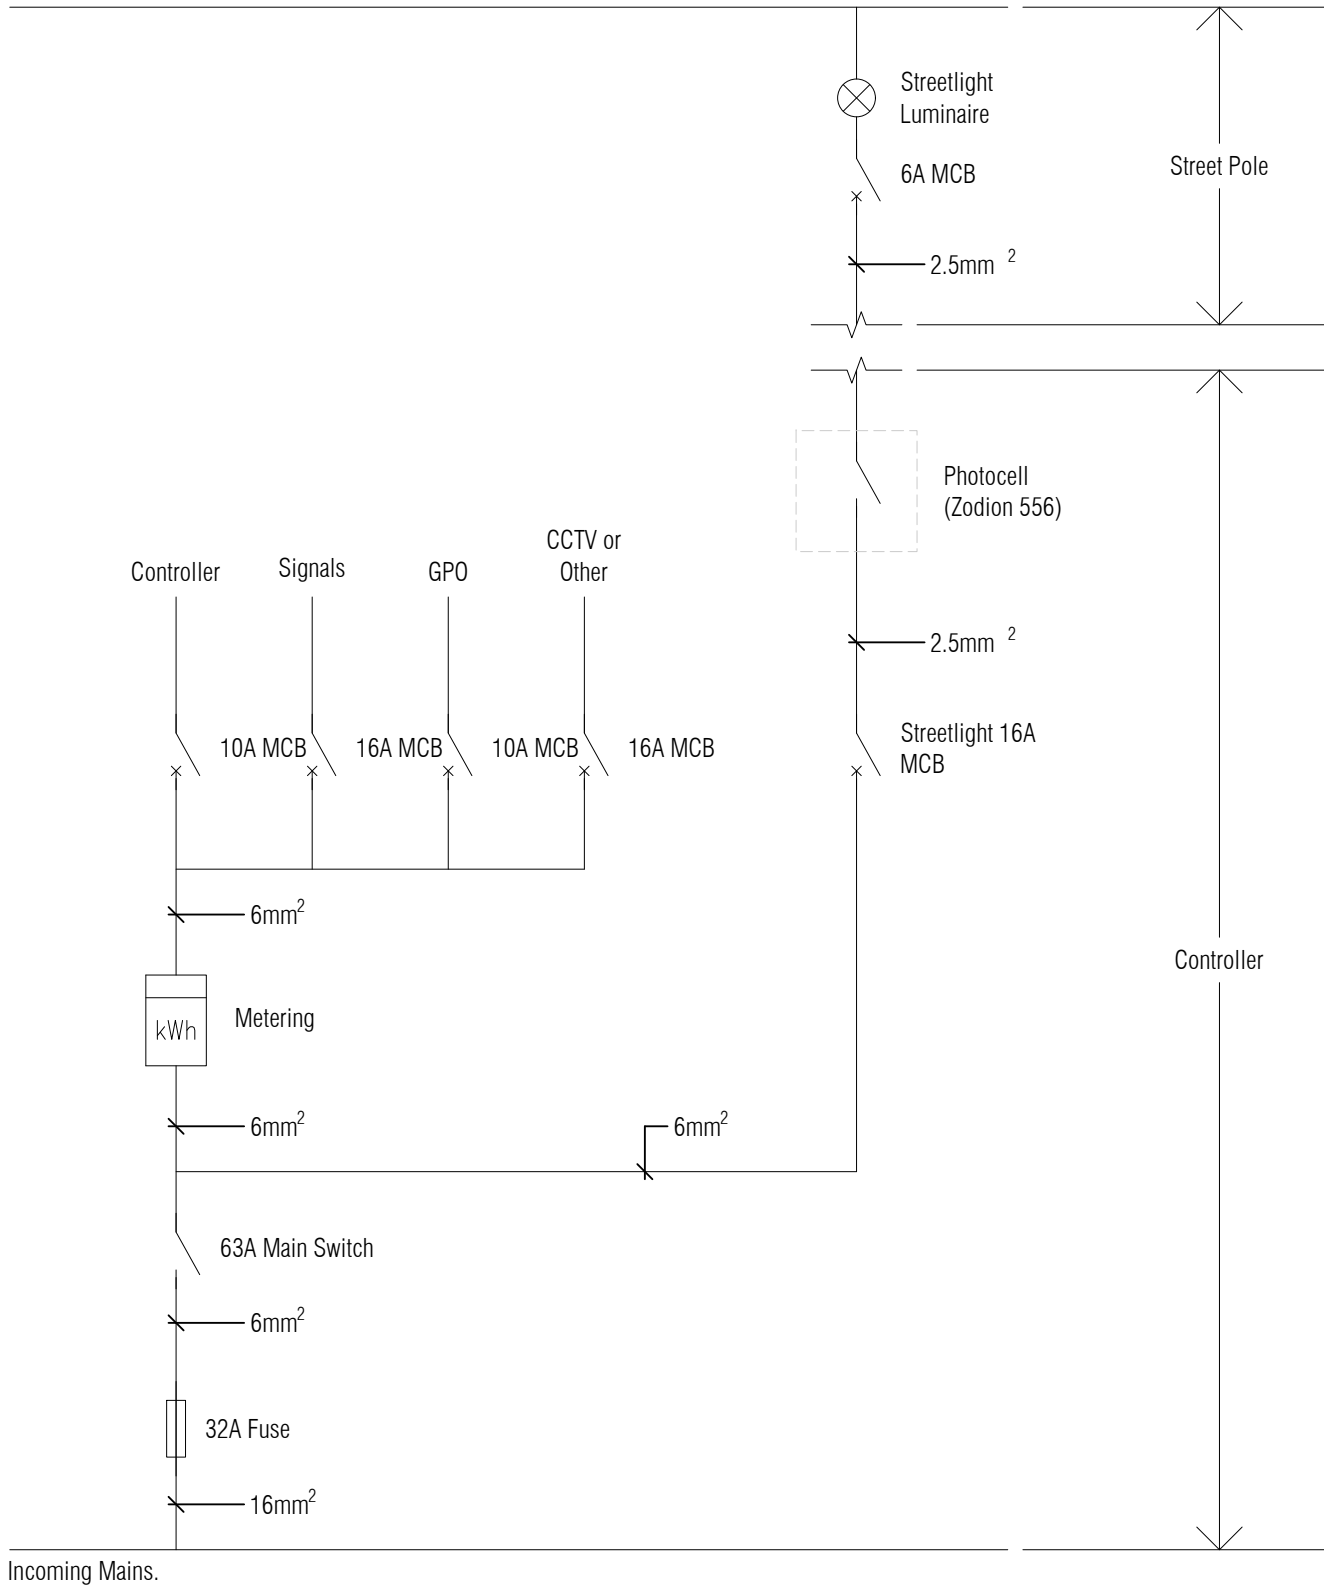 Streetlight
Luminaire
6A MCB
Street Pole
2.5mm 2
Photocell
(Zodion 556)
CCTV or
Other
Controller
Signals
GPO
2.5mm 2
10A MCB
16A MCB
10A MCB
16A MCB
Streetlight 16A
MCB
6mm2
Controller
kWh
Metering
6mm2
6mm2
63A Main Switch
6mm2
32A Fuse
16mm2
Incoming Mains.